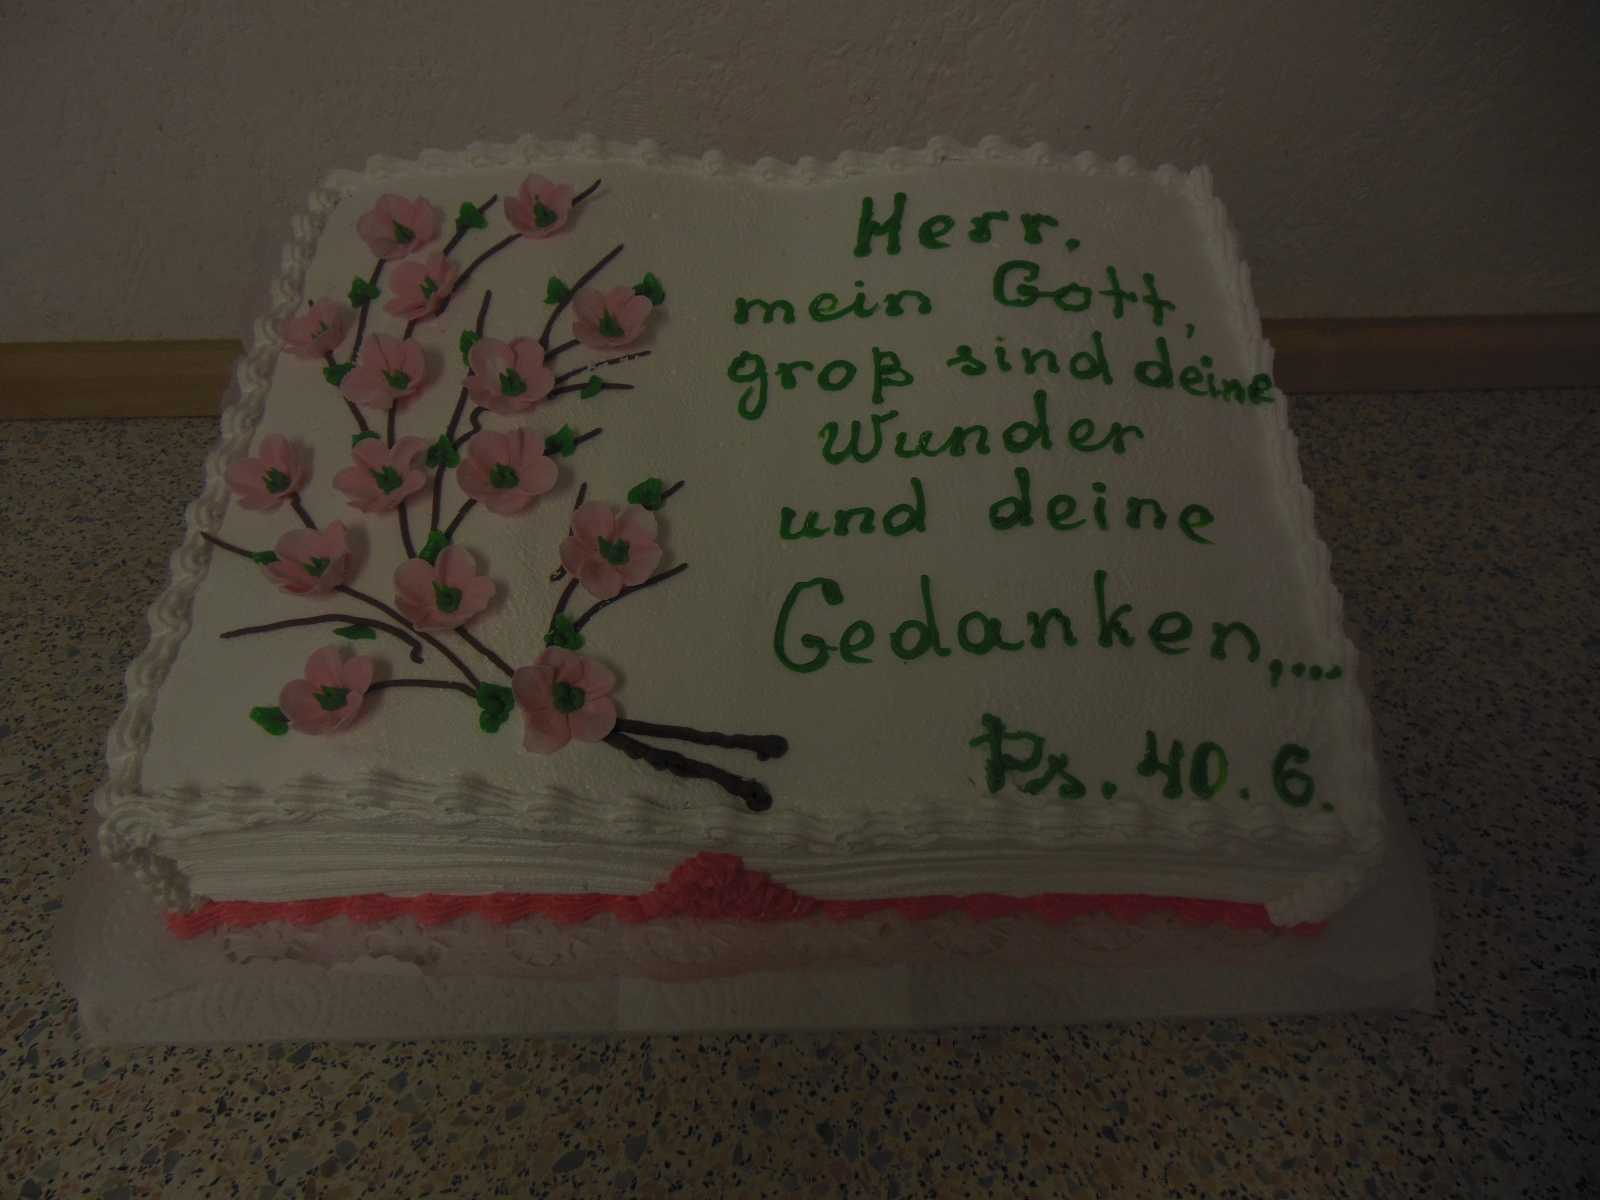 Herr.
mein Gott,
groß sind deine
Wunder
und deine
Gedanken,....
Ps. 40. 6.